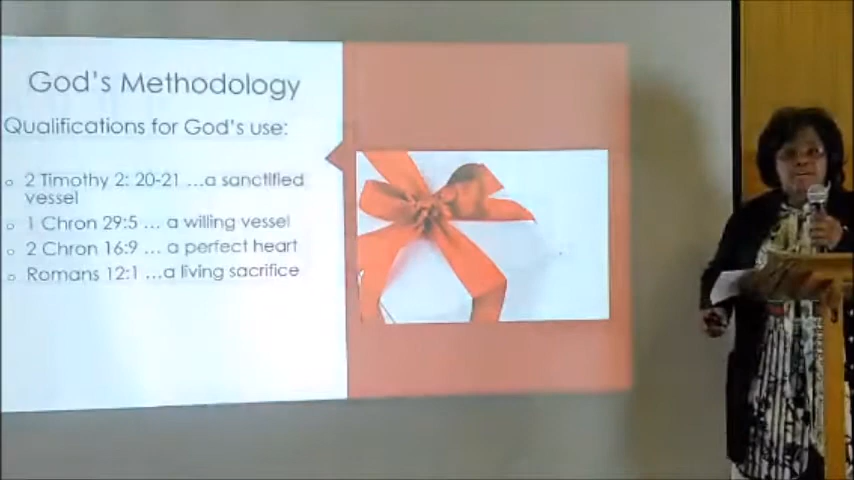 God's Methodology
Qualifications for God's use:
○ 2 Timothy 2: 20-21 ...a sanctified
vessel
○ 1 Chron 29:5 ... a willing vessel
○ 2 Chron 16:9 ... a perfect heart
○ Romans 12:1 ...a living sacrifice